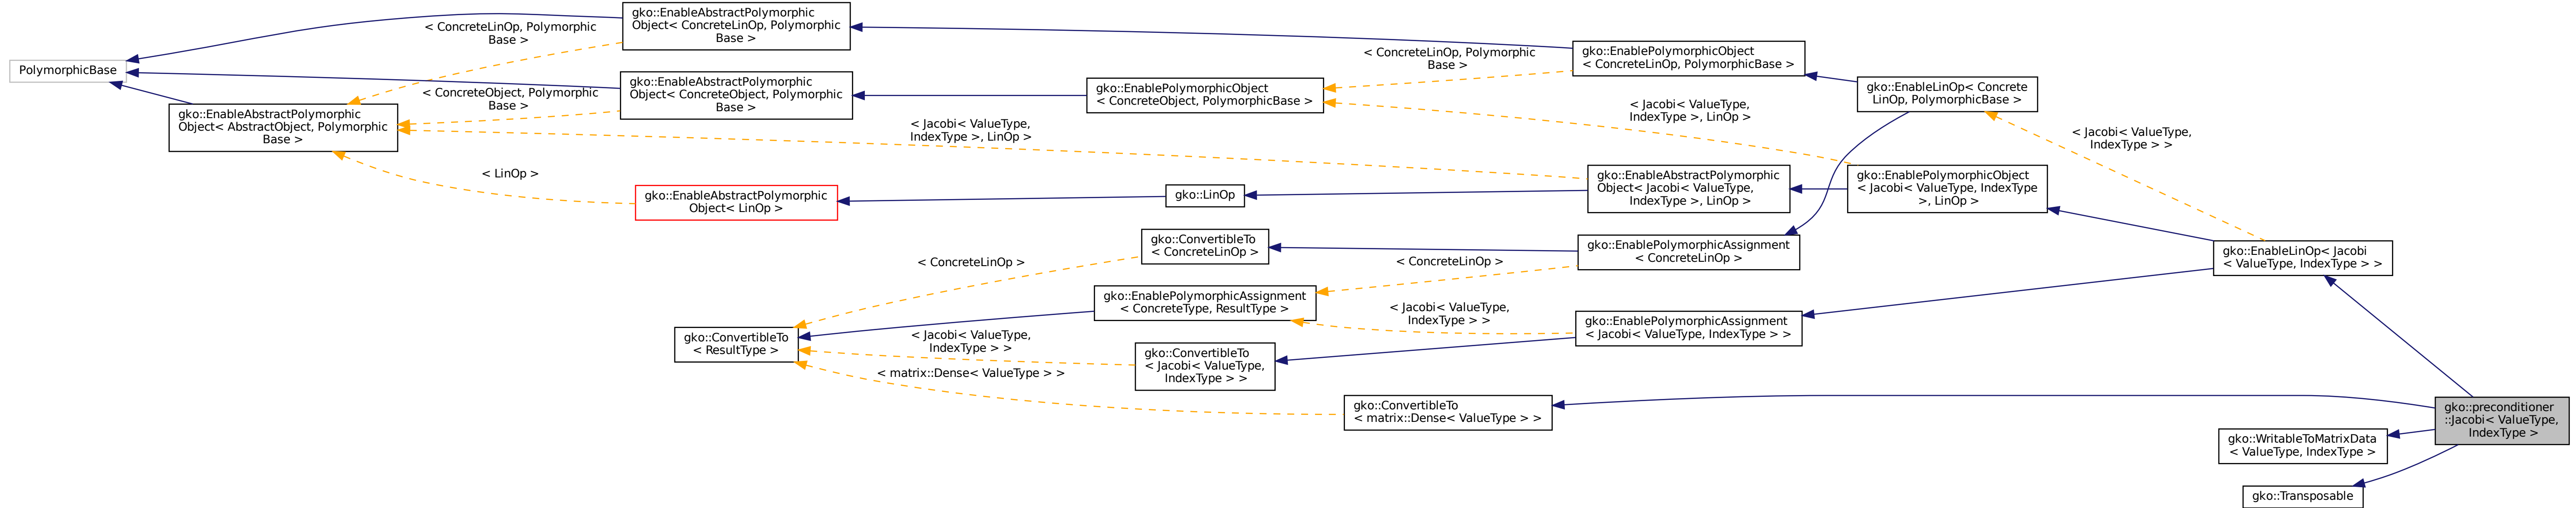 gko::EnableAbstractPolymorphic
Object< ConcreteLinOp, Polymorphic
Base >
< ConcreteLinOp, Polymorphic
Base >
PolymorphicBase
gko::EnableAbstractPolymorphic
Object< ConcreteObject, Polymorphic
Base >
< ConcreteObject, Polymorphic
Base >
gko::EnableAbstractPolymorphic
Object< AbstractObject, Polymorphic
Base >
gko::EnablePolymorphicObject
< ConcreteObject, PolymorphicBase >
< ConcreteLinOp, Polymorphic
Base >
gko::EnablePolymorphicObject
< ConcreteLinOp, PolymorphicBase >
gko::EnableLinOp< Concrete
LinOp, PolymorphicBase >
< Jacobi< ValueType,
IndexType >, LinOp >
< Jacobi< ValueType,
IndexType >, LinOp >
< Jacobi< ValueType,
IndexType > >
< LinOp >
gko::EnableAbstractPolymorphic
Object< LinOp >
gko::LinOp
gko::EnableAbstractPolymorphic
Object< Jacobi< ValueType,
IndexType >, LinOp >
gko::EnablePolymorphicObject
< Jacobi< ValueType, IndexType
>, LinOp >
gko::ConvertibleTo
< ConcreteLinOp >
gko::EnablePolymorphicAssignment
< ConcreteLinOp >
gko::EnableLinOp< Jacobi
< ValueType, IndexType > >
< ConcreteLinOp >
< ConcreteLinOp >
gko::EnablePolymorphicAssignment
< ConcreteType, ResultType >
< Jacobi< ValueType,
IndexType > >
gko::EnablePolymorphicAssignment
< Jacobi< ValueType, IndexType > >
gko::ConvertibleTo
< ResultType >
< Jacobi< ValueType,
IndexType > >
gko::ConvertibleTo
< Jacobi< ValueType,
IndexType > >
< matrix::Dense< ValueType > >
gko::ConvertibleTo
< matrix::Dense< ValueType > >
gko::preconditioner
::Jacobi< ValueType,
IndexType >
gko::WritableToMatrixData
< ValueType, IndexType >
gko::Transposable